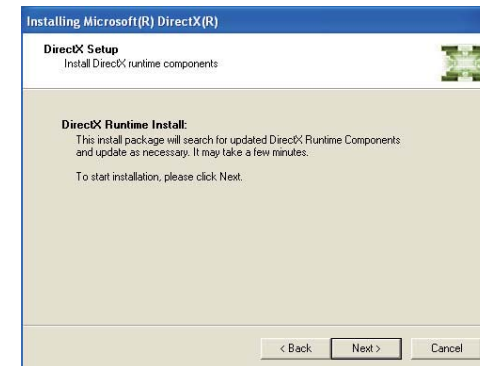 Installing Microsoft(R) DirectX(R)
DirectX Setup
Install DirectX runtime components
DirectX Runtime Install:
This install package will search for updated DirectX Runtime Components
and update as necessary. It may take a few minutes.
To start installation, please click Next.
< Back Next > Cancel